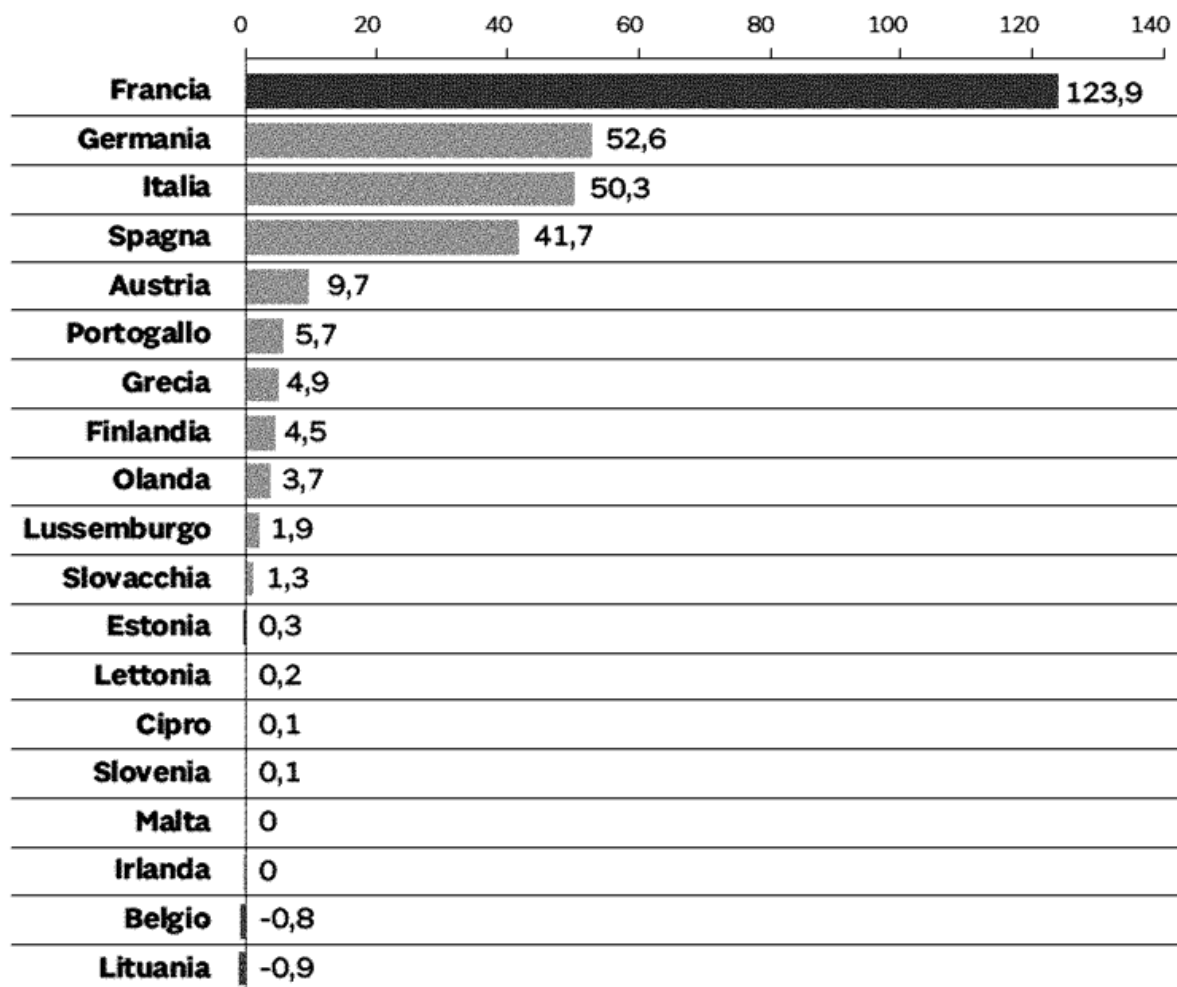 0 20 40 60 80 100 120 140
Francia 123,9
Germania 52,6
Italia 50,3
Spagna 41,7
Austria 9,7
Portogallo 5,7
Grecia 4,9
Finlandia 4,5
Olanda 3,7
Lussemburgo 1,9
Slovacchia 1,3
Estonia 0,3
Lettonia 0,2
Cipro 0,1
Slovenia 0,1
Malta 0
Irlanda 0
Belgio -0,8
Lituania -0,9